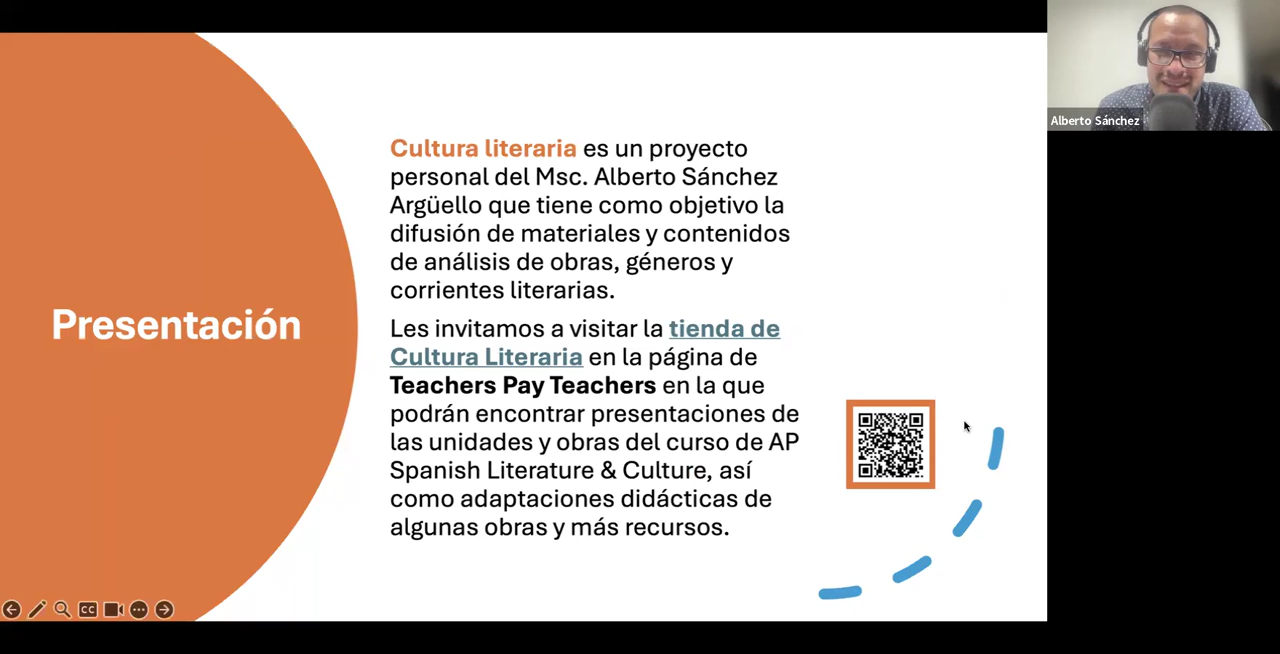 Presentación
Cultura literaria es un proyecto
personal del Msc. Alberto Sánchez
Argüello que tiene como objetivo la
difusión de materiales y contenidos
de análisis de obras, géneros y
corrientes literarias.
Les invitamos a visitar la tienda de
Cultura Literaria en la página de
Teachers Pay Teachers en la que
podrán encontrar presentaciones de
las unidades y obras del curso de AP
Spanish Literature & Culture, así
como adaptaciones didácticas de
algunas obras y más recursos.
Alberto Sánchez
CC